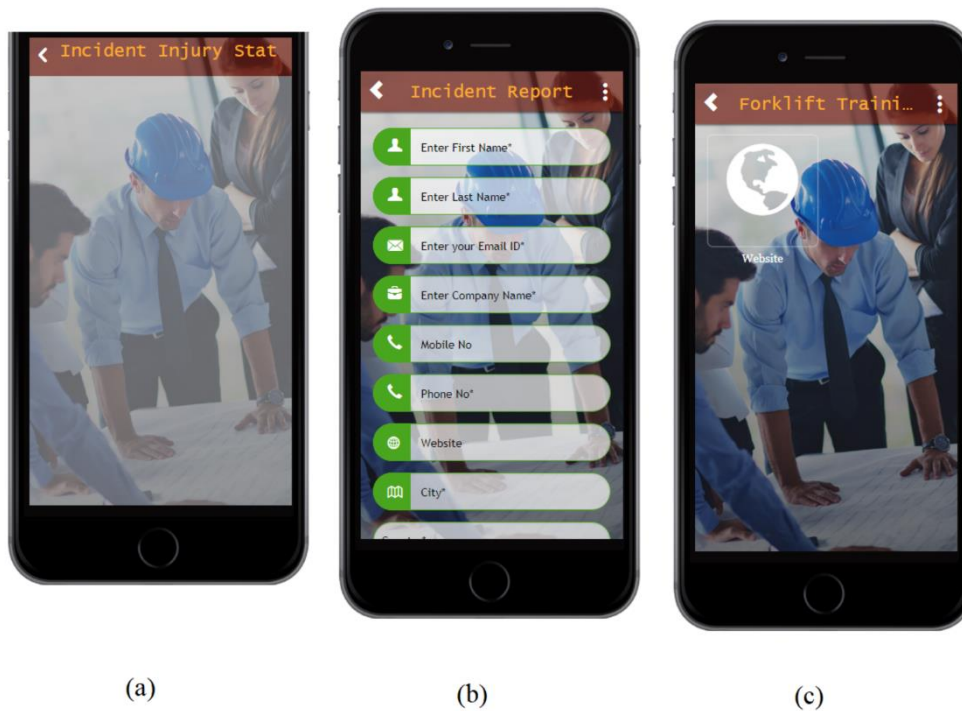 Incident Injury Stat
Incident Report
Enter First Name*
Enter Last Name*
Enter your Email ID*
Enter Company Name*
Mobile No
Phone No*
Website
City*
Forklift Traini...
Website
(a)
(b)
(c)